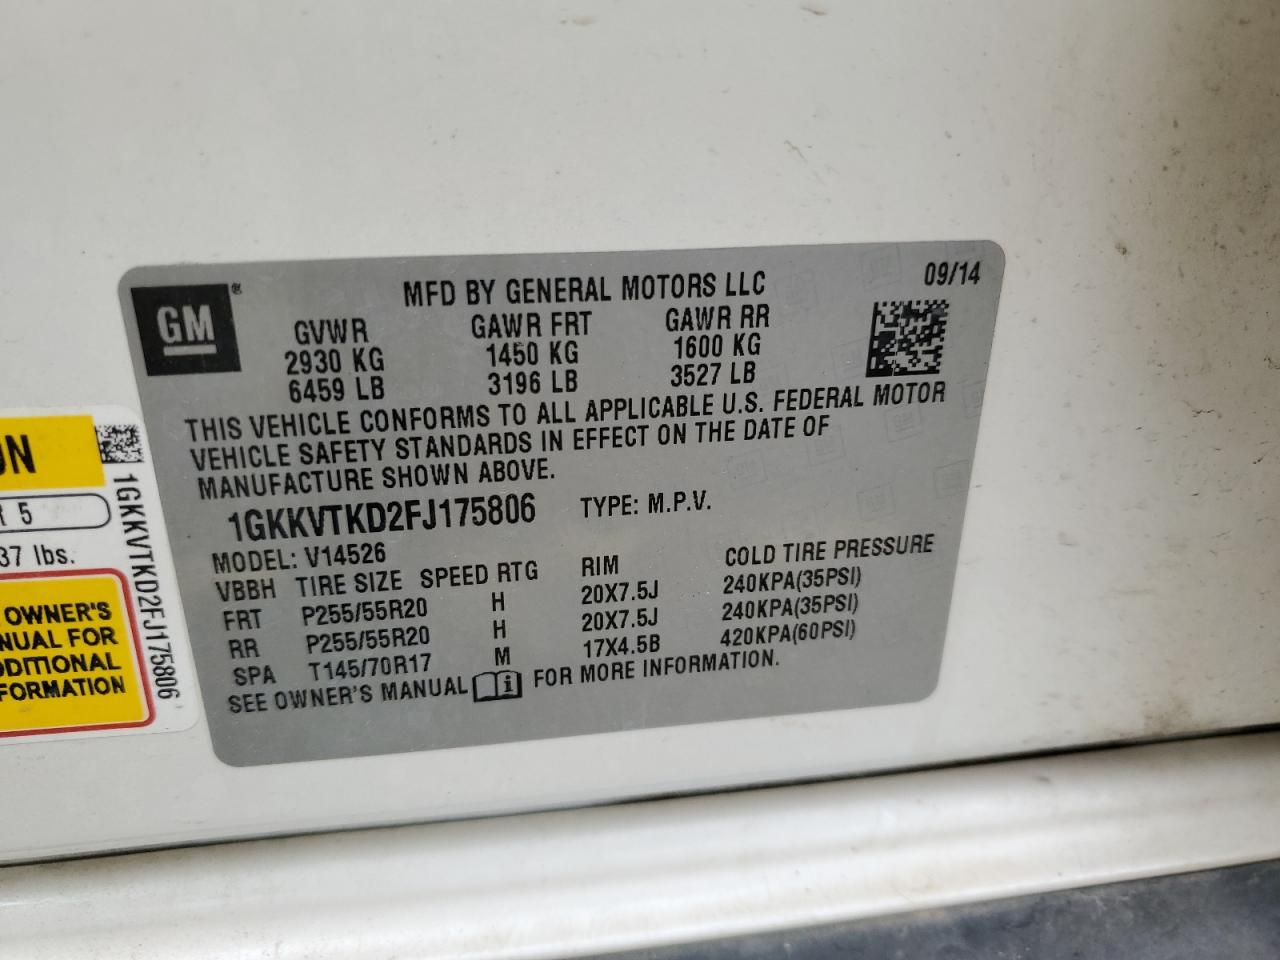 GM®
MFD BY GENERAL MOTORS LLC
09/14
GVWR GAWR FRT GAWR RR
2930 KG 1450 KG 1600 KG
6459 LB 3196 LB 3527 LB
THIS VEHICLE CONFORMS TO ALL APPLICABLE U.S. FEDERAL MOTOR
VEHICLE SAFETY STANDARDS IN EFFECT ON THE DATE OF
MANUFACTURE SHOWN ABOVE.
1GKKVTKD2FJ175806 TYPE: M.P.V.
MODEL: V14526
VBBH TIRE SIZE SPEED RTG RIM COLD TIRE PRESSURE
FRT P255/55R20 H 20X7.5J 240KPA(35PSI)
RR P255/55R20 H 20X7.5J 240KPA(35PSI)
SPA T145/70R17 M 17X4.5B 420KPA(60PSI)
SEE OWNER'S MANUAL i FOR MORE INFORMATION.
ON
R 5
37 lbs.
OWNER'S
NUAL FOR
DDITIONAL
FORMATION
1GKKVTKD2FJ175806